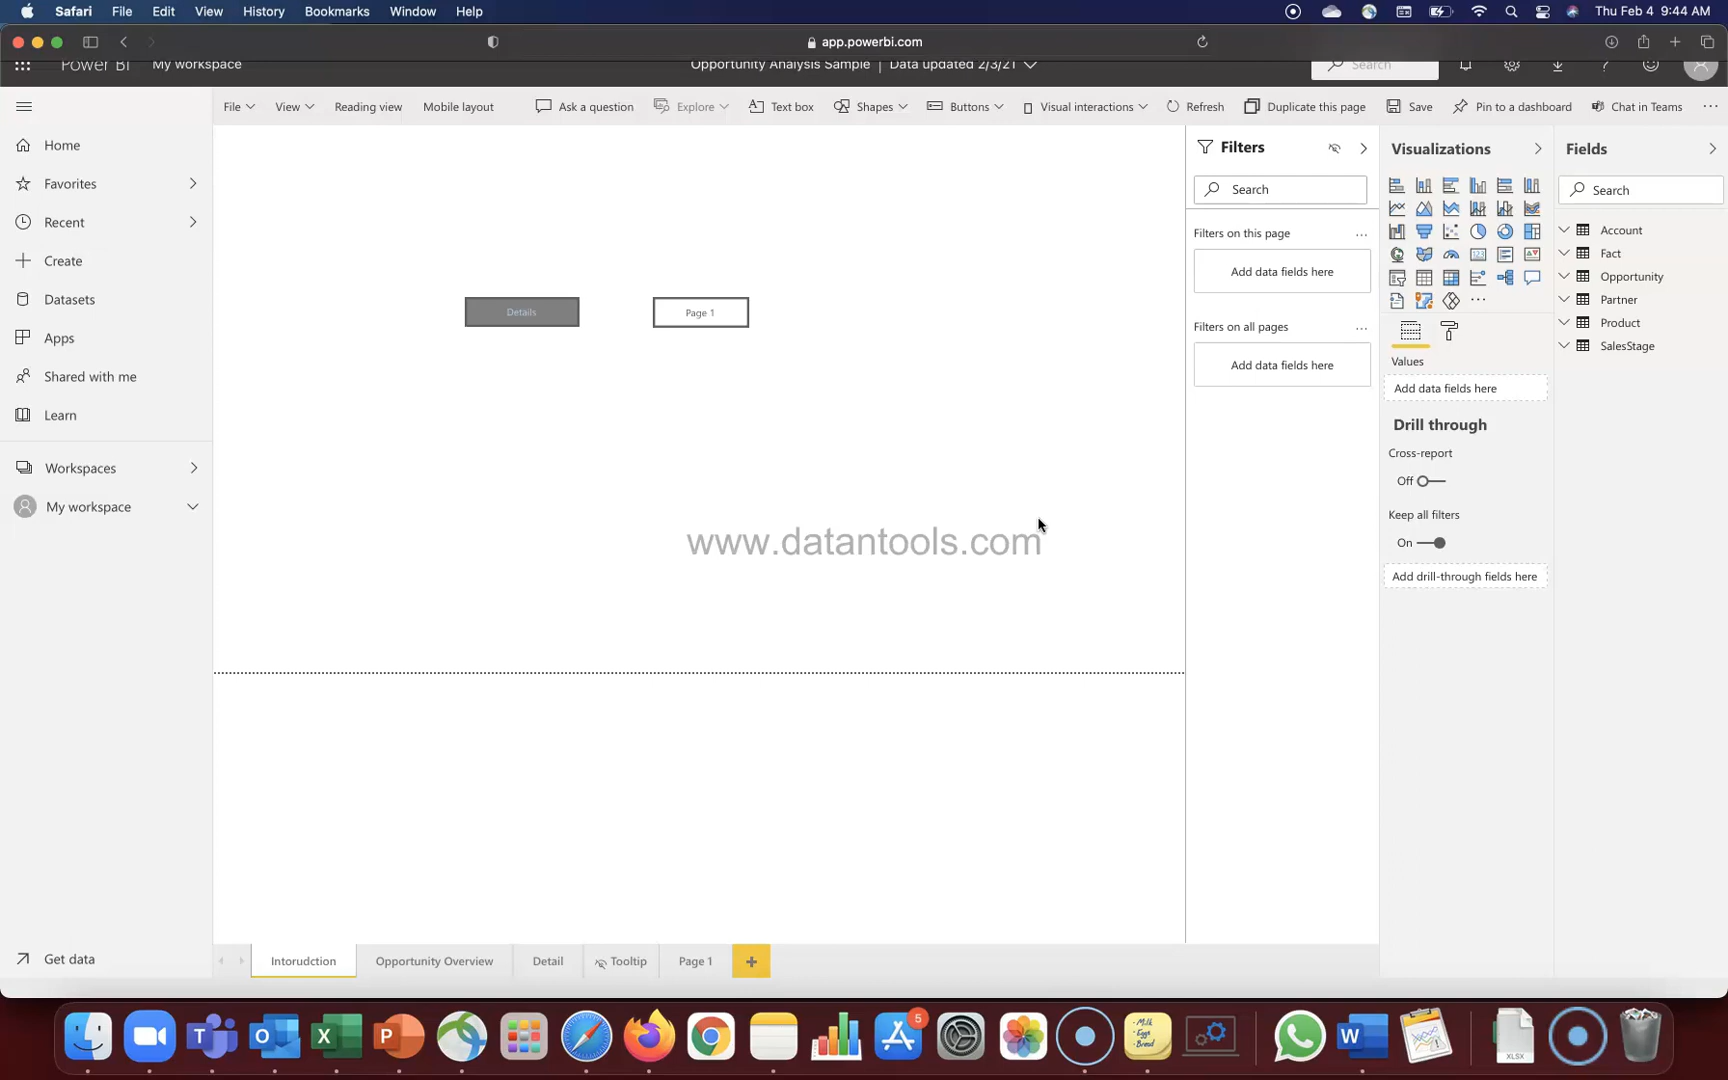 Safari File Edit View History Bookmarks Window Help Thu Feb 4 9:44 AM
app.powerbi.com
Power BI My workspace Opportunity Analysis Sample | Data updated 2/3/21 Search
File View Reading view Mobile layout Ask a question Explore Text box Shapes Buttons Visual interactions Refresh Duplicate this page Save Pin to a dashboard Chat in Teams ...
Home
Favorites
Recent
Create
Datasets
Apps
Shared with me
Learn
Workspaces
My workspace
Get data
Details Page 1
www.datantools.com
Filters
Search
Filters on this page ...
Add data fields here
Filters on all pages ...
Add data fields here
Visualizations
...
Values
Add data fields here
Drill through
Cross-report
Off
Keep all filters
On
Add drill-through fields here
Fields
Search
Account
Fact
Opportunity
Partner
Product
SalesStage
Intorudction Opportunity Overview Detail Tooltip Page 1 +
5
Milk
Eggs
Bread
XLSX